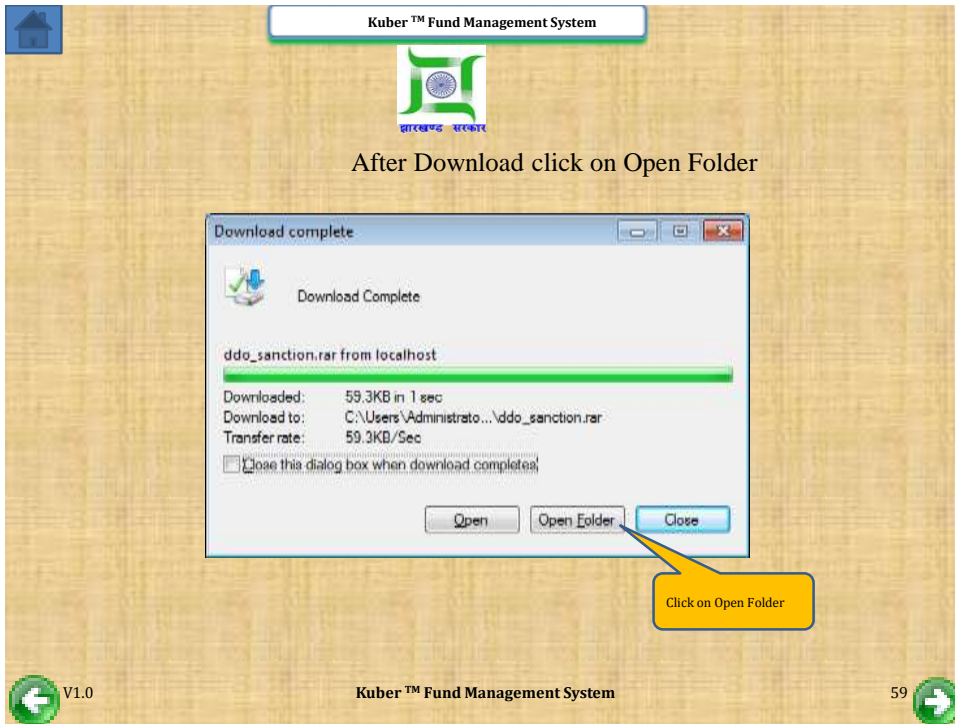 Kuber ™ Fund Management System
झारखण्ड सरकार
After Download click on Open Folder
Download complete
Download Complete
ddo_sanction.rar from localhost
Downloaded: 59.3KB in 1 sec
Download to: C:\Users\Administrato...\ddo_sanction.rar
Transfer rate: 59.3KB/Sec
Close this dialog box when download completes
Open Open Folder Close
Click on Open Folder
V1.0 Kuber ™ Fund Management System 59